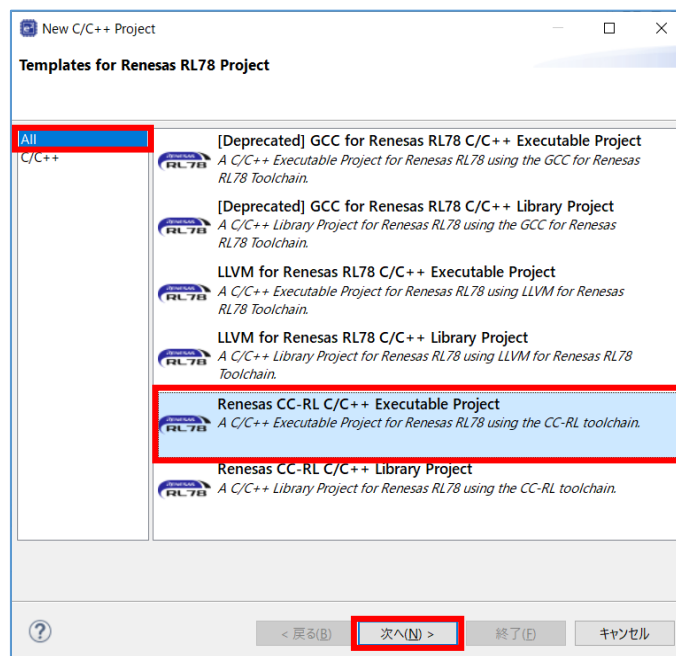 New C/C++ Project
Templates for Renesas RL78 Project
All
C/C++
[Deprecated] GCC for Renesas RL78 C/C++ Executable Project
A C/C++ Executable Project for Renesas RL78 using the GCC for Renesas
RL78 Toolchain.
[Deprecated] GCC for Renesas RL78 C/C++ Library Project
A C/C++ Library Project for Renesas RL78 using the GCC for Renesas
RL78 Toolchain.
LLVM for Renesas RL78 C/C++ Executable Project
A C/C++ Executable Project for Renesas RL78 using LLVM for Renesas
RL78 Toolchain.
LLVM for Renesas RL78 C/C++ Library Project
A C/C++ Library Project for Renesas RL78 using LLVM for Renesas RL78
Toolchain.
Renesas CC-RL C/C++ Executable Project
A C/C++ Executable Project for Renesas RL78 using the CC-RL toolchain.
Renesas CC-RL C/C++ Library Project
A C/C++ Library Project for Renesas RL78 using the CC-RL toolchain.
RENESAS
RL78
RENESAS
RL78
RENESAS
RL78
RENESAS
RL78
RENESAS
RL78
RENESAS
RL78
?
< 戻る(B)
次へ(N) >
終了(F)
キャンセル